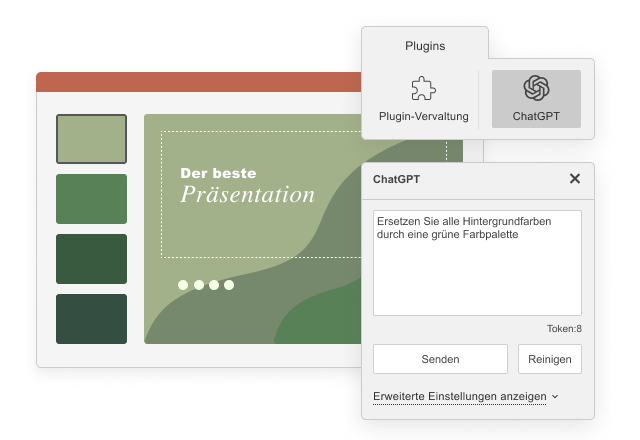 Plugins
Plugin-Vervaltung
ChatGPT
Der beste
Präsentation
ChatGPT
Ersetzen Sie alle Hintergrundfarben
durch eine grüne Farbpalette
Token:8
Senden
Reinigen
Erweiterte Einstellungen anzeigen